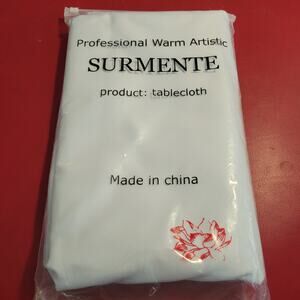 Professional Warm Artistic
SURMENTE
product: tablecloth
Made in china